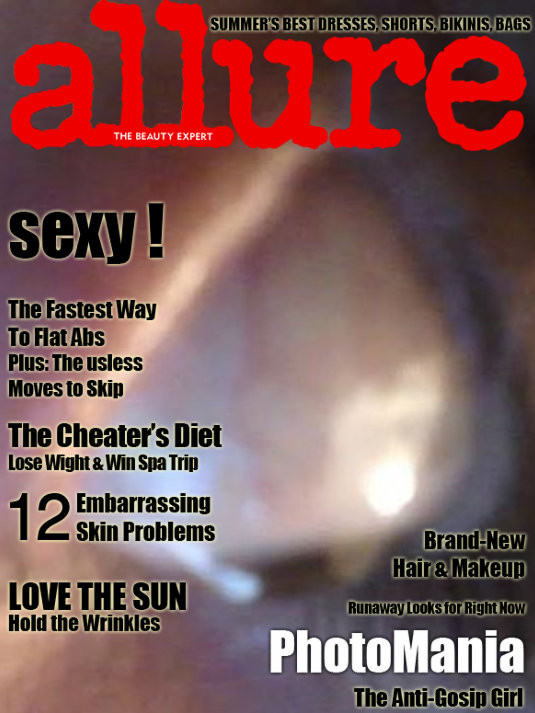 SUMMER'S BEST DRESSES, SHORTS, BIKINIS, BAGS
allure
THE BEAUTY EXPERT
sexy !
The Fastest Way
To Flat Abs
Plus: The usless
Moves to Skip
The Cheater's Diet
Lose Wight & Win Spa Trip
12 Embarrassing
Skin Problems
LOVE THE SUN
Hold the Wrinkles
Brand-New
Hair & Makeup
Runaway Looks for Right Now
PhotoMania
The Anti-Gosip Girl